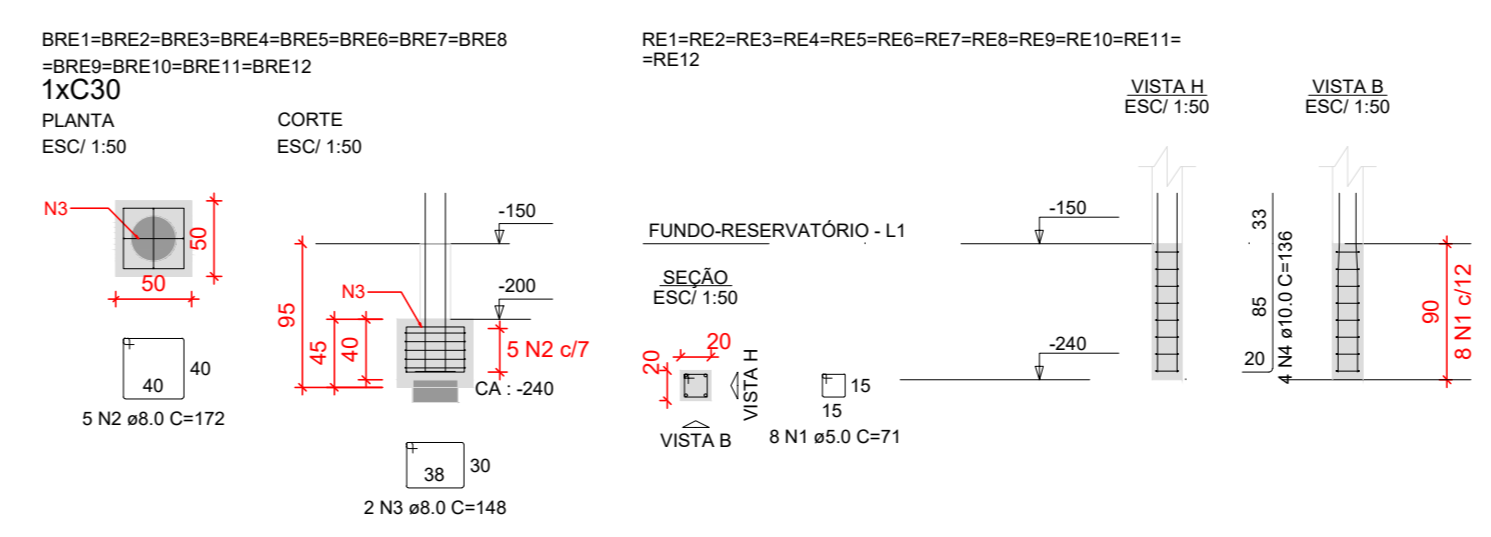 BRE1=BRE2=BRE3=BRE4=BRE5=BRE6=BRE7=BRE8
=BRE9=BRE10=BRE11=BRE12
1xC30
PLANTA
ESC/ 1:50
N3
50
50
40
40
5 N2 ø8.0 C=172
CORTE
ESC/ 1:50
-150
-200
N3
95
45
40
5 N2 c/7
CA : -240
30
38
2 N3 ø8.0 C=148
RE1=RE2=RE3=RE4=RE5=RE6=RE7=RE8=RE9=RE10=RE11=
=RE12
FUNDO-RESERVATÓRIO - L1
-150
-240
SEÇÃO
ESC/ 1:50
20
20
VISTA H
VISTA B
15
15
8 N1 ø5.0 C=71
VISTA H
ESC/ 1:50
33
85
20
4 N4 ø10.0 C=136
VISTA B
ESC/ 1:50
90
8 N1 c/12